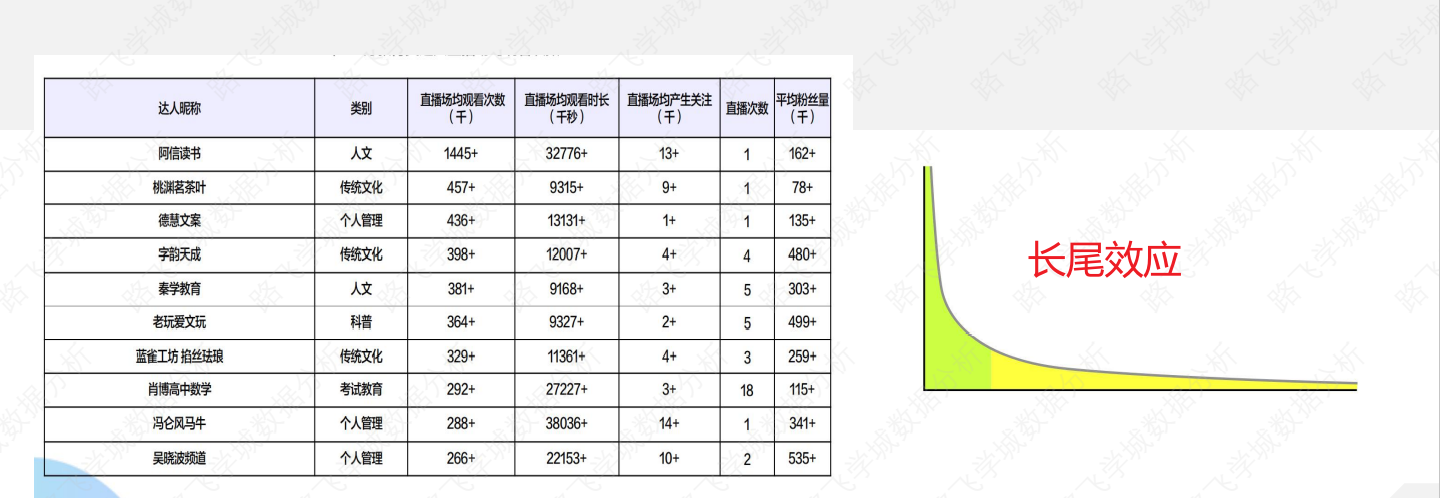 达人昵称 类别 直播场均观看次数（千） 直播场均观看时长（千秒） 直播场均产生关注（千） 直播次数 平均粉丝量（千）
阿信读书 人文 1445+ 32776+ 13+ 1 162+
桃渊茗茶叶 传统文化 457+ 9315+ 9+ 1 78+
德慧文案 个人管理 436+ 13131+ 1+ 1 135+
字韵天成 传统文化 398+ 12007+ 4+ 4 480+
秦学教育 人文 381+ 9168+ 3+ 5 303+
老玩爱文玩 科普 364+ 9327+ 2+ 5 499+
蓝雀工坊 掐丝珐琅 传统文化 329+ 11361+ 4+ 3 259+
肖博高中数学 考试教育 292+ 27227+ 3+ 18 115+
冯仑风马牛 个人管理 288+ 38036+ 14+ 1 341+
吴晓波频道 个人管理 266+ 22153+ 10+ 2 535+
长尾效应
路飞学城数据分析